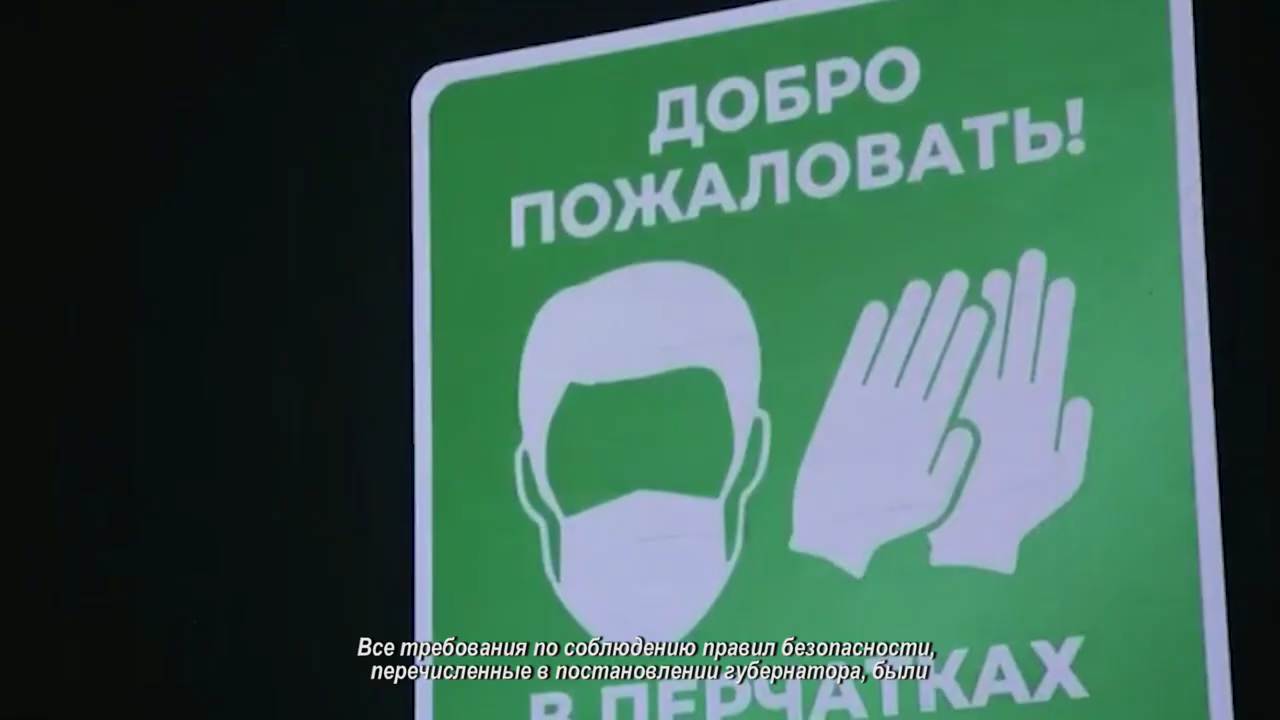 ДОБРО
ПОЖАЛОВАТЬ!
Все требования по соблюдению правил безопасности,
перечисленные в постановлении губернатора, были
В ПЕРЧАТКАХ